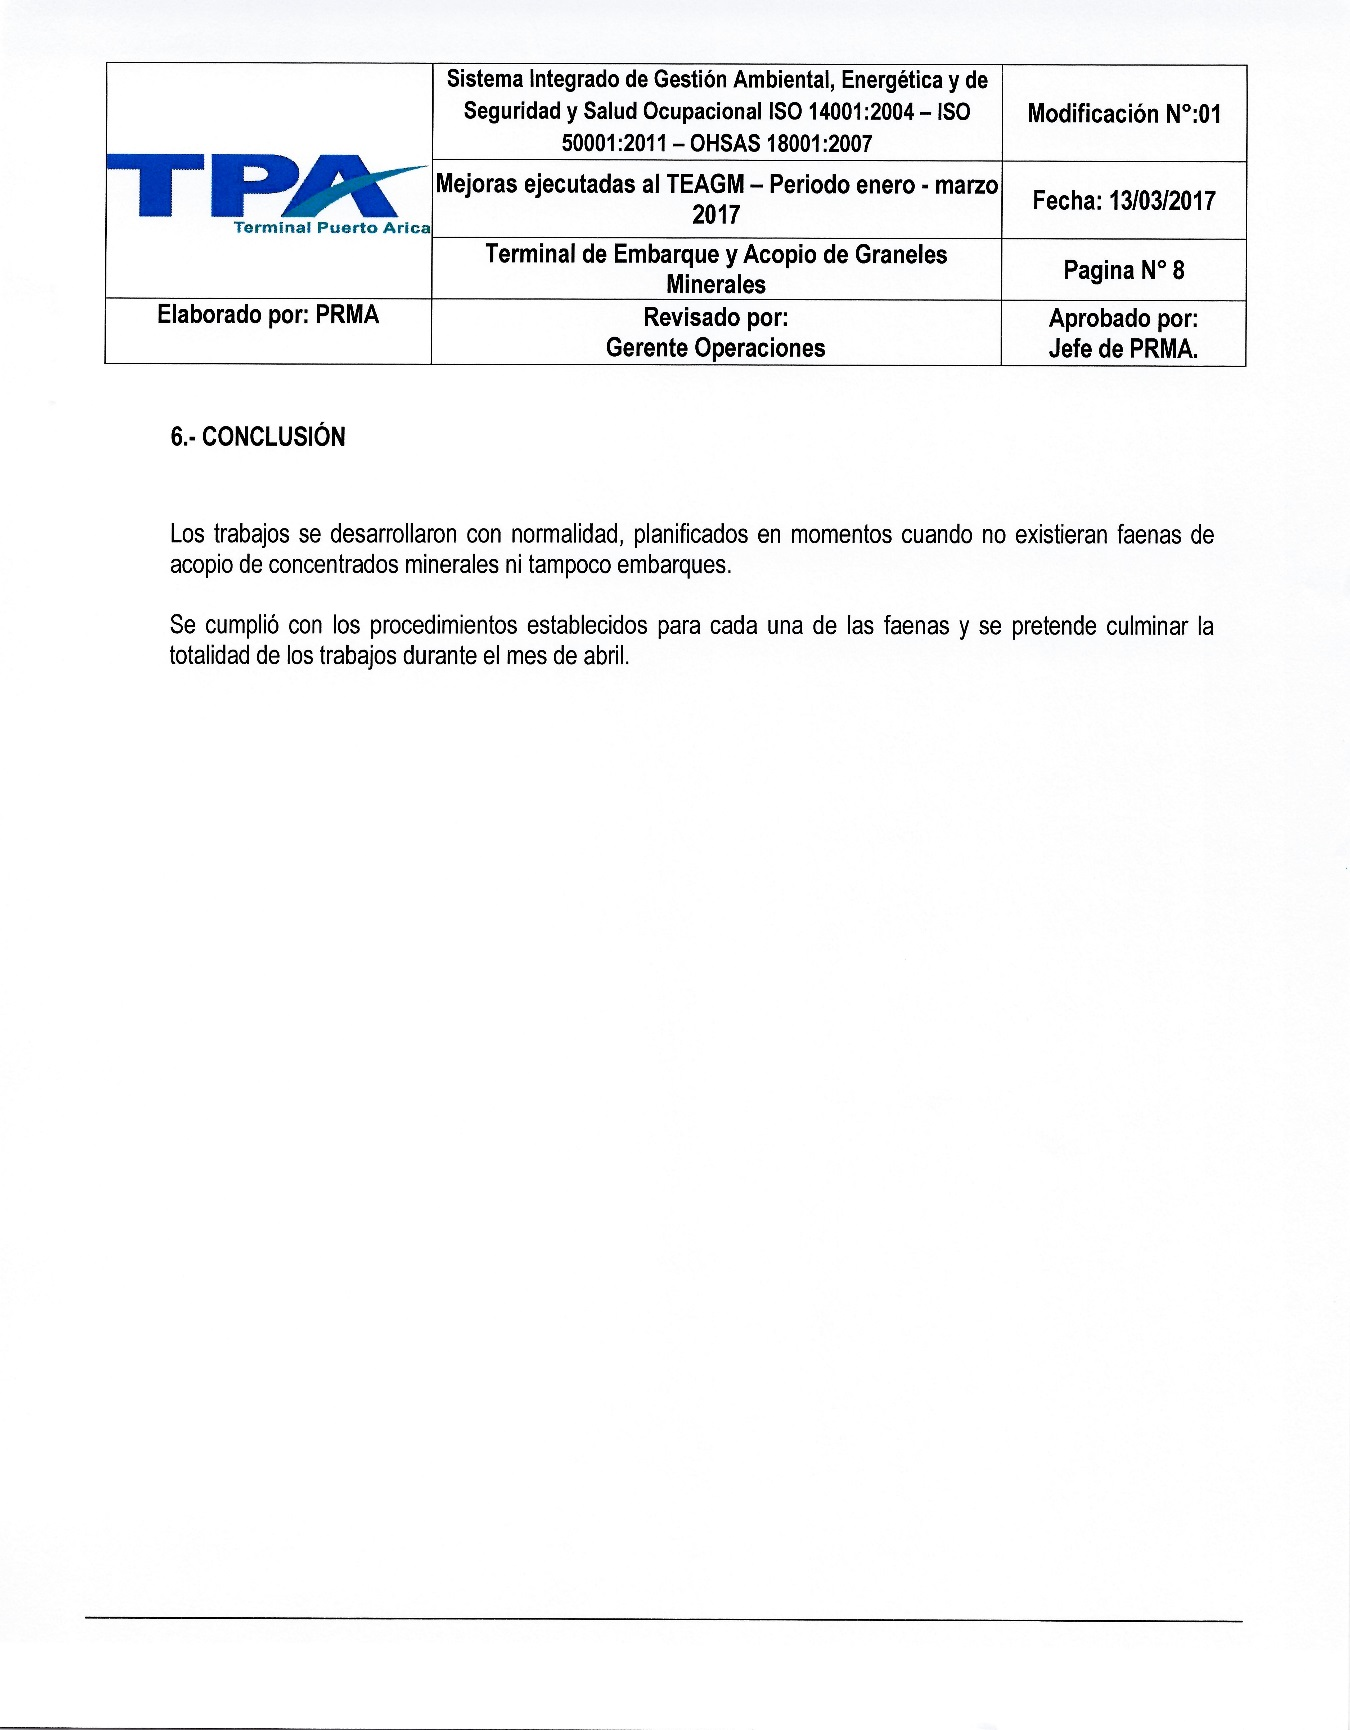 Sistema Integrado de Gestión Ambiental, Energética y de
Seguridad y Salud Ocupacional ISO 14001:2004 – ISO
50001:2011 – OHSAS 18001:2007
Modificación N°:01
TPA
Terminal Puerto Arica
Mejoras ejecutadas al TEAGM – Periodo enero - marzo
2017
Fecha: 13/03/2017
Terminal de Embarque y Acopio de Graneles
Minerales
Pagina N° 8
Elaborado por: PRMA
Revisado por:
Gerente Operaciones
Aprobado por:
Jefe de PRMA.
6.- CONCLUSIÓN
Los trabajos se desarrollaron con normalidad, planificados en momentos cuando no existieran faenas de
acopio de concentrados minerales ni tampoco embarques.
Se cumplió con los procedimientos establecidos para cada una de las faenas y se pretende culminar la
totalidad de los trabajos durante el mes de abril.